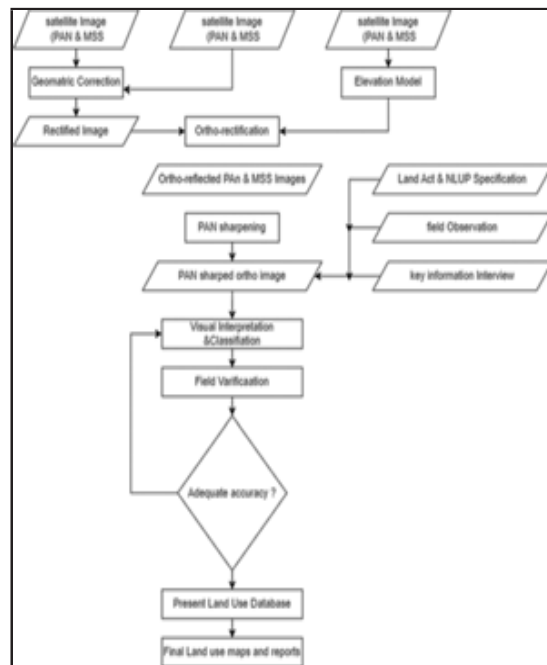 satellite Image
(PAN & MSS
satellite Image
(PAN & MSS
satellite Image
(PAN & MSS
Geomatric Correction
Elevation Model
Rectified Image
Ortho-rectification
Ortho-reflected PAn & MSS Images
Land Act & NLUP Specification
PAN sharpening
field Observation
PAN sharped ortho image
key information Interview
Visual Interpretation
&Classifiation
Field Varificaation
Adequate accuracy ?
Present Land Use Database
Final Land use maps and reports